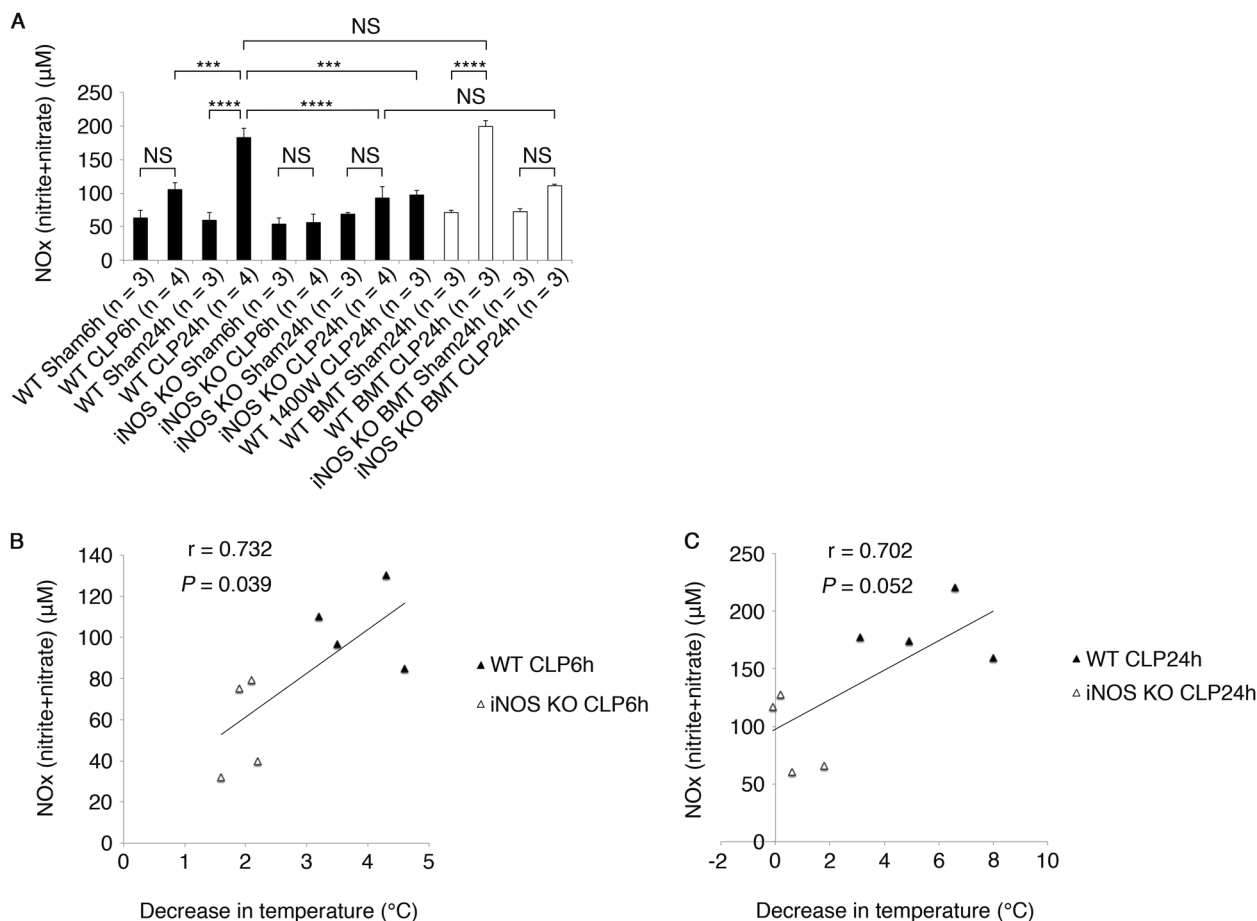 A
NS
*** *** ****
**** **** NS
NS NS NS NS
NOx (nitrite+nitrate) (µM)
250
200
150
100
50
0
WT Sham6h (n = 3)
WT CLP6h (n = 4)
WT Sham24h (n = 3)
WT CLP24h (n = 4)
iNOS KO Sham6h (n = 3)
iNOS KO CLP6h (n = 4)
iNOS KO Sham24h (n = 3)
iNOS KO CLP24h (n = 4)
WT 1400W CLP24h (n = 3)
WT BMT Sham24h (n = 3)
WT BMT CLP24h (n = 3)
iNOS KO BMT Sham24h (n = 3)
iNOS KO BMT CLP24h (n = 3)
B
r = 0.732
P = 0.039
NOx (nitrite+nitrate) (µM)
140
120
100
80
60
40
20
0
0 1 2 3 4 5
Decrease in temperature (°C)
WT CLP6h
iNOS KO CLP6h
C
r = 0.702
P = 0.052
NOx (nitrite+nitrate) (µM)
250
200
150
100
50
0
-2 0 2 4 6 8 10
Decrease in temperature (°C)
WT CLP24h
iNOS KO CLP24h